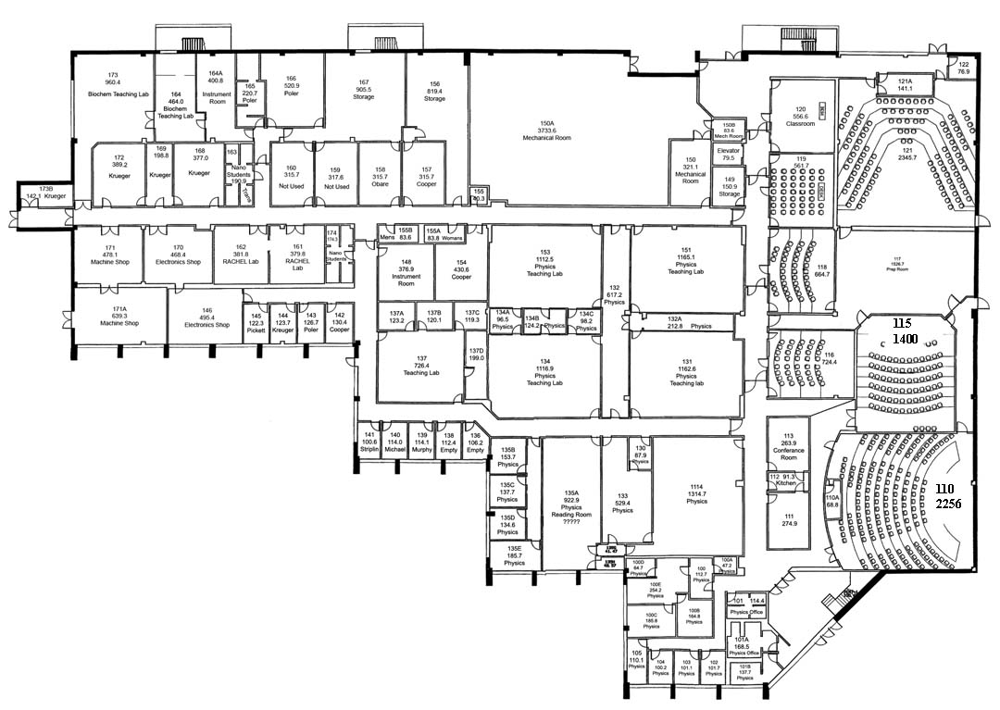 173
960.4
Biochem Teaching Lab
164
464.0
Biochem
Teaching Lab
164A
400.8
Instrument
Room
165
220.7
Poler
166
520.9
Poler
167
905.5
Storage
156
819.4
Storage
150A
3733.6
Mechanical Room
150B
83.6
Mech Room
Elevator
79.5
150
321.1
Mechanical
Room
149
150.9
Storage
120
556.6
Classroom
DESK
121A
141.1
122
76.9
121
2345.7
119
561.7
DESK
172
389.2
Krueger
169
198.8
Krueger
168
377.0
Krueger
163
Nano
Students
190.9
Trans
160
315.7
Not Used
159
317.6
Not Used
158
315.7
Obare
157
315.7
Cooper
155
40.3
173B
142.1 Krueger
171
478.1
Machine Shop
170
468.4
Electronics Shop
162
381.8
RACHEL Lab
161
379.8
RACHEL
Lab
174
174.3
Nano
Students
155B
Mens 83.6
155A
83.8 Womans
148
376.9
Instrument
Room
154
430.6
Cooper
153
1112.5
Physics
Teaching Lab
132
617.2
Physics
151
1165.1
Physics
Teaching Lab
118
664.7
117
1526.7
Prep Room
171A
639.3
Machine Shop
146
495.4
Electronics Shop
145
122.3
Pickett
144
123.7
Kreuger
143
126.7
Poler
142
130.4
Cooper
137A
123.2
137B
120.1
137C
119.3
134A
96.5
Physics
134B
124.2
Physics
134C
98.2
Physics
132A
212.8 Physics
115
1400
116
724.4
137
726.4
Teaching Lab
137D
199.0
134
1116.9
Physics
Teaching Lab
131
1162.6
Physics
Teaching lab
141
100.6
Striplin
140
114.0
Michael
139
114.1
Murphy
138
112.4
Empty
136
106.2
Empty
135B
153.7
Physics
135C
137.7
Physics
135D
134.6
Physics
135E
185.7
Physics
135A
922.9
Physics
Reading Room
?????
133
529.4
Physics
130
87.9
Physics
1114
1314.7
Physics
113
263.9
Conferance
Room
112 91.3
Kitchen
111
274.9
110A
68.8
110
2256
100D
64.7
Physics
100
112.7
Physics
100A
47.2
Physics
100E
254.2
Physics
100C
185.8
Physics
100B
164.8
Physics
101 114.4
Physics Office
101A
168.5
Physics Office
105
110.1
Physics
104
100.2
Physics
103
101.1
Physics
102
101.7
Physics
101B
137.7
Physics